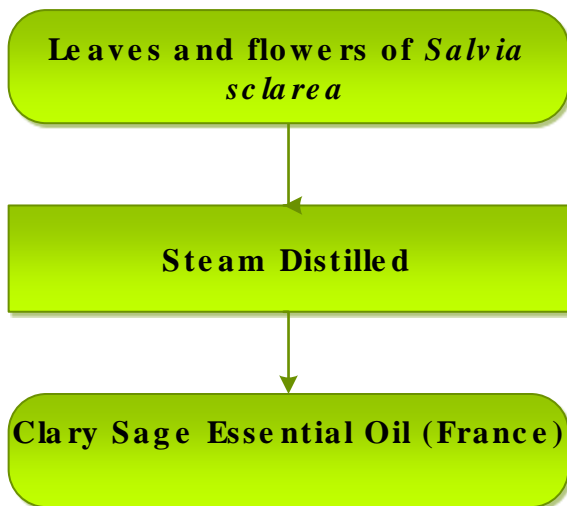 Leaves and flowers of Salvia
sclarea
Steam Distilled
Clary Sage Essential Oil (France)